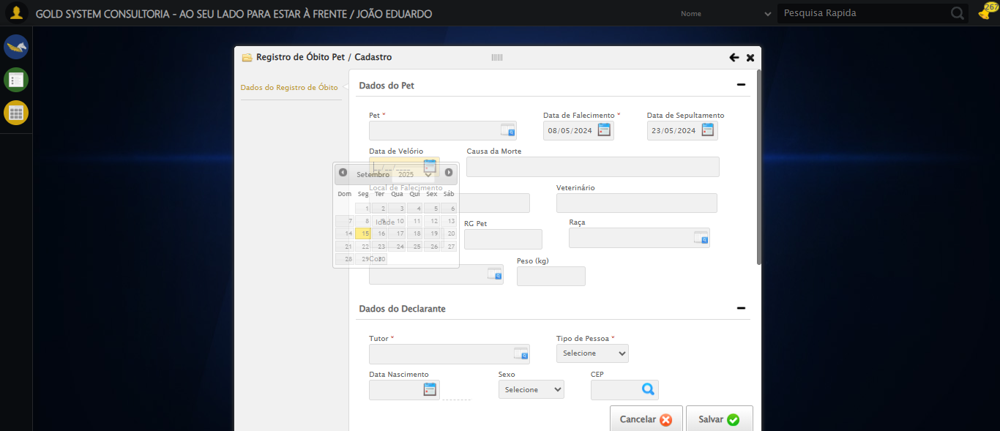 GOLD SYSTEM CONSULTORIA - AO SEU LADO PARA ESTAR À FRENTE / JOÃO EDUARDO
Nome
Pesquisa Rapida
267
Registro de Óbito Pet / Cadastro
Dados do Registro de Óbito
Dados do Pet
Pet *
Data de Falecimento *
Data de Sepultamento
08/05/2024
23/05/2024
Data de Velório
Causa da Morte
__/__/____
Setembro 2025
Local de Falecimento
Veterinário
Dom Seg Ter Qua Qui Sex Sáb
1 2 3 4 5 6
7 8 9 10 11 12 13
14 15 16 17 18 19 20
21 22 23 24 25 26 27
28 29 30
Idade
RG Pet
Raça
Cor
Peso (kg)
Dados do Declarante
Tutor *
Tipo de Pessoa *
Selecione
Data Nascimento
Sexo
CEP
Selecione
Cancelar
Salvar